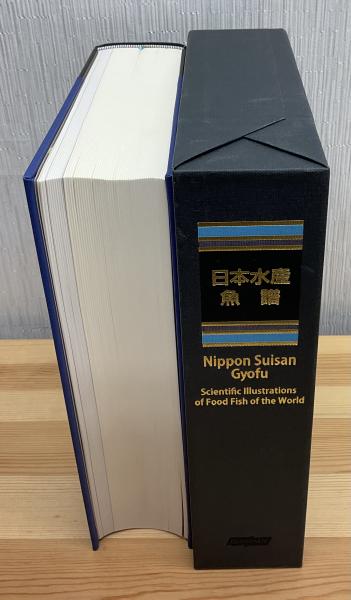 日本水産
魚譜
Nippon Suisan
Gyofu
Scientific Illustrations
of Food Fish of the World